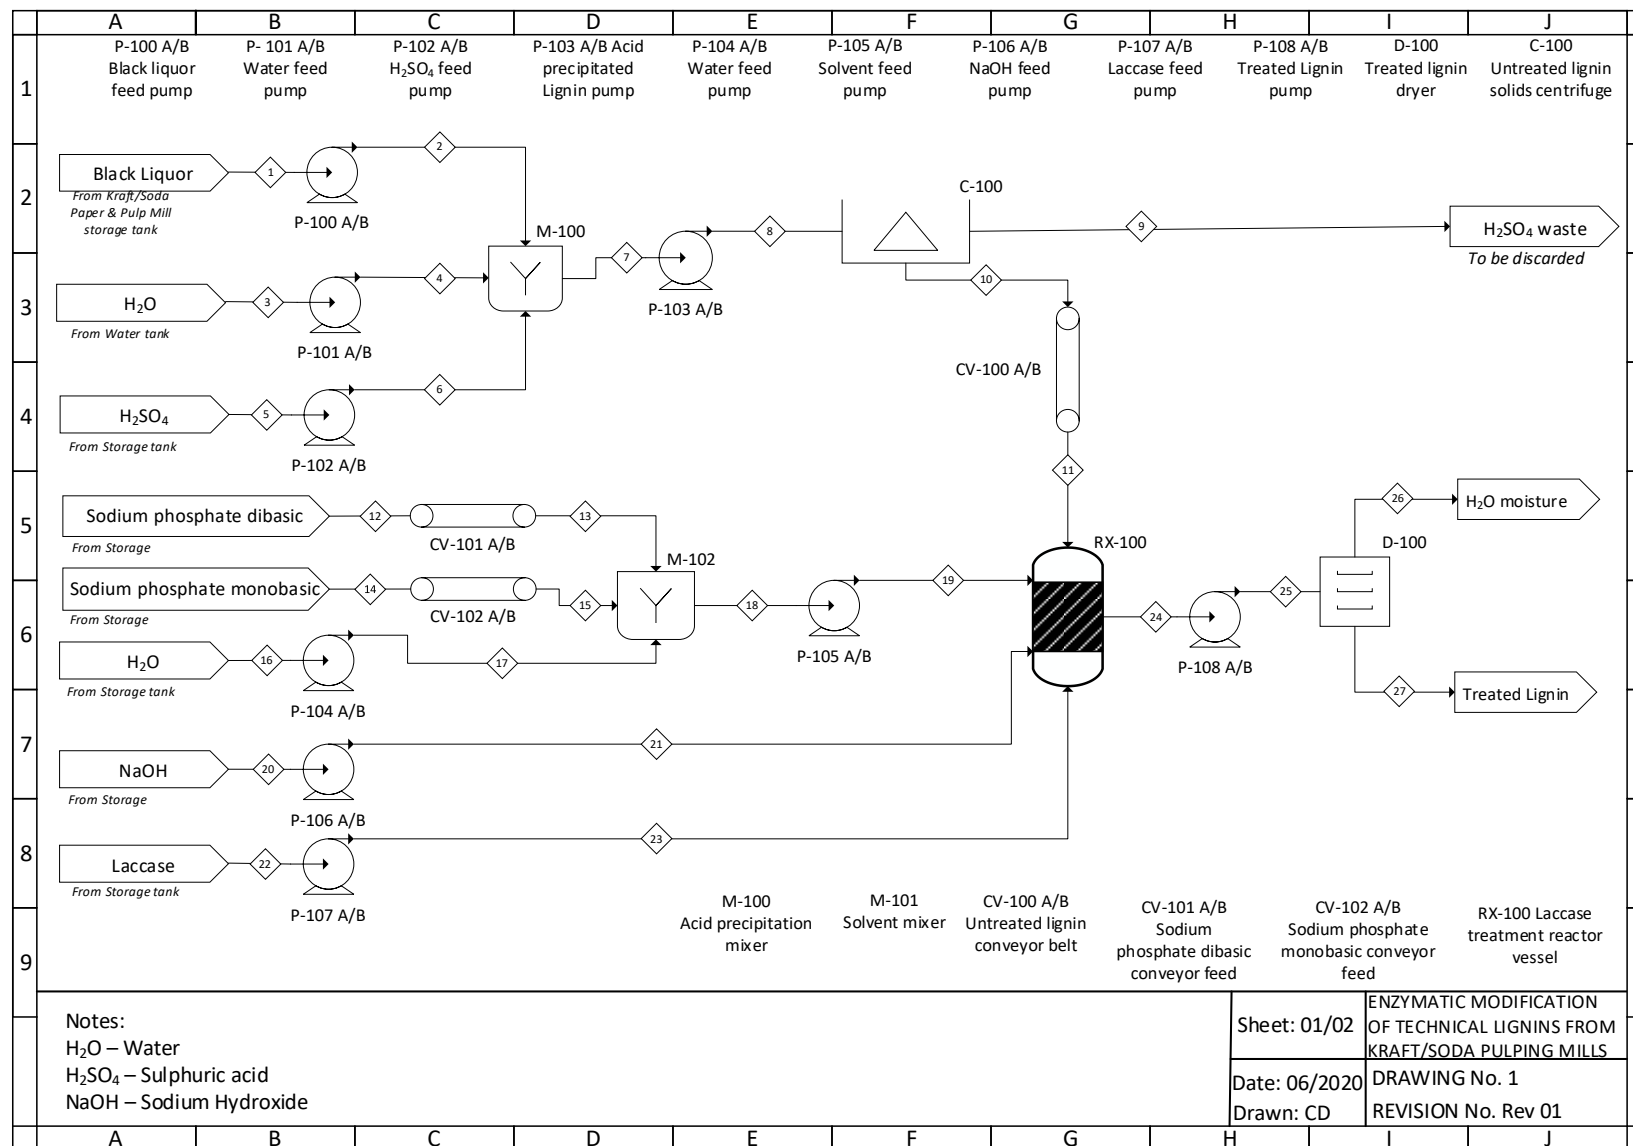 A B C D E F G H I J
1
P-100 A/B
Black liquor
feed pump
P- 101 A/B
Water feed
pump
P-102 A/B
H₂SO₄ feed
pump
P-103 A/B Acid
precipitated
Lignin pump
P-104 A/B
Water feed
pump
P-105 A/B
Solvent feed
pump
P-106 A/B
NaOH feed
pump
P-107 A/B
Laccase feed
pump
P-108 A/B
Treated Lignin
pump
D-100
Treated lignin
dryer
C-100
Untreated lignin
solids centrifuge
2
Black Liquor
From Kraft/Soda
Paper & Pulp Mill
storage tank
1
P-100 A/B
2
M-100
7
P-103 A/B
8
C-100
9
H₂SO₄ waste
To be discarded
10
3
H₂O
From Water tank
3
P-101 A/B
4
CV-100 A/B
4
H₂SO₄
From Storage tank
5
P-102 A/B
6
11
5
Sodium phosphate dibasic
From Storage
12
CV-101 A/B
13
M-102
RX-100
26
H₂O moisture
D-100
6
Sodium phosphate monobasic
From Storage
14
CV-102 A/B
15
18
P-105 A/B
19
24
P-108 A/B
25
H₂O
From Storage tank
16
P-104 A/B
17
27
Treated Lignin
7
NaOH
From Storage
20
P-106 A/B
21
8
Laccase
From Storage tank
22
P-107 A/B
23
9
M-100
Acid precipitation
mixer
M-101
Solvent mixer
CV-100 A/B
Untreated lignin
conveyor belt
CV-101 A/B
Sodium
phosphate dibasic
conveyor feed
CV-102 A/B
Sodium phosphate
monobasic conveyor
feed
RX-100 Laccase
treatment reactor
vessel
Notes:
H₂O – Water
H₂SO₄ – Sulphuric acid
NaOH – Sodium Hydroxide
Sheet: 01/02
ENZYMATIC MODIFICATION
OF TECHNICAL LIGNINS FROM
KRAFT/SODA PULPING MILLS
Date: 06/2020
Drawn: CD
DRAWING No. 1
REVISION No. Rev 01
A B C D E F G H I J